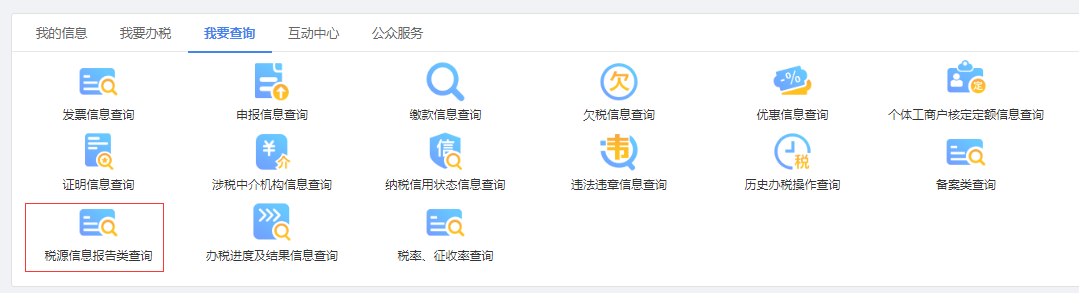 我的信息
我要办税
我要查询
互动中心
公众服务
-%
欠
定
发票信息查询
申报信息查询
缴款信息查询
欠税信息查询
优惠信息查询
个体工商户核定定额信息查询
¥
介
信
违
税
证明信息查询
涉税中介机构信息查询
纳税信用状态信息查询
违法违章信息查询
历史办税操作查询
备案类查询
税源信息报告类查询
办税进度及结果信息查询
税率、征收率查询